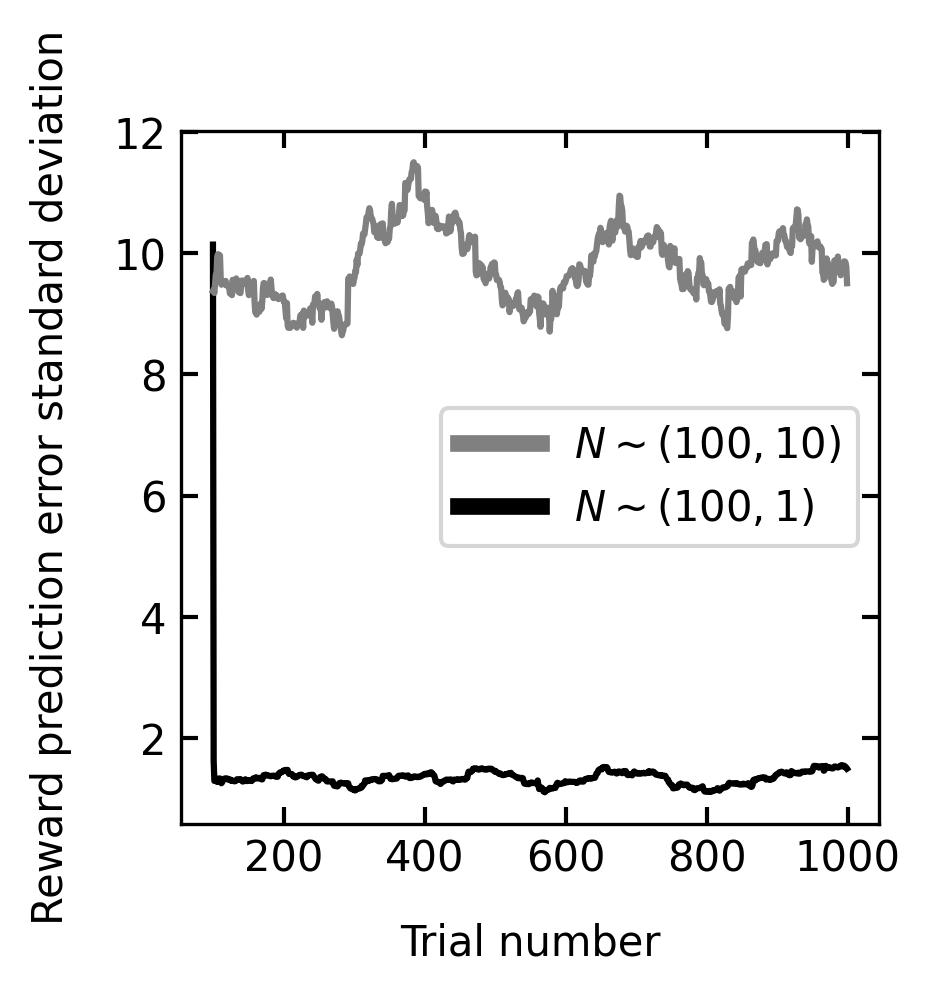 Reward prediction error standard deviation
12
10
8
6
4
2
N ~ (100, 10)
N ~ (100, 1)
200 400 600 800 1000
Trial number